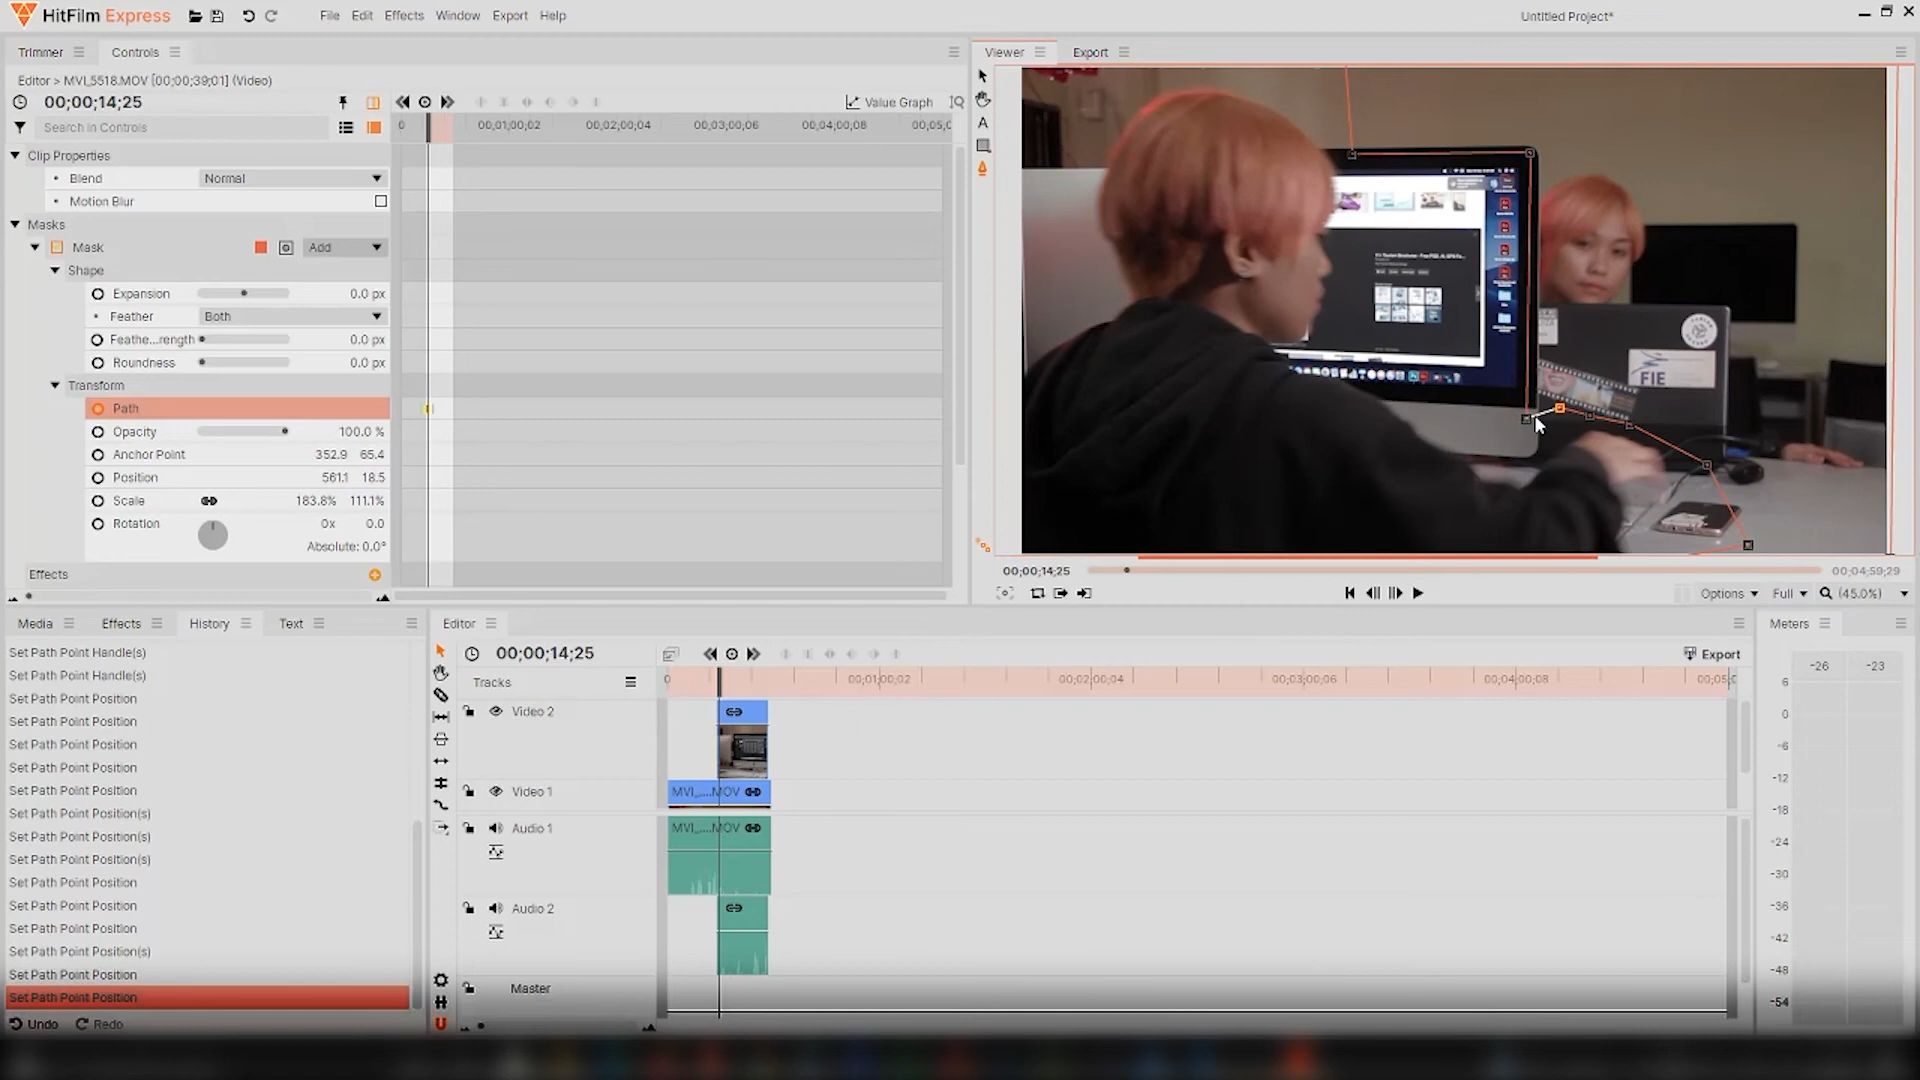 HitFilm Express
File Edit Effects Window Export Help
Untitled Project*
Trimmer Controls
Viewer Export
Editor > MVI_5518.MOV [00;00;39;01] (Video)
00;00;14;25
Value Graph
Search in Controls
0 00;01;00;02 00;02;00;04 00;03;00;06 00;04;00;08 00;05;0
Clip Properties
Blend Normal
Motion Blur
Masks
Mask Add
Shape
Expansion 0.0 px
Feather Both
Feathe...rength 0.0 px
Roundness 0.0 px
Transform
Path
Opacity 100.0 %
Anchor Point 352.9 65.4
Position 561.1 18.5
Scale 183.8% 111.1%
Rotation 0x 0.0
Absolute: 0.0°
Effects
FIE
00;00;14;25 00;04;59;29
Options Full (45.0%)
Media Effects History Text
Set Path Point Handle(s)
Set Path Point Handle(s)
Set Path Point Position
Set Path Point Position
Set Path Point Position
Set Path Point Position
Set Path Point Position
Set Path Point Position(s)
Set Path Point Position(s)
Set Path Point Position(s)
Set Path Point Position
Set Path Point Position
Set Path Point Position
Set Path Point Position(s)
Set Path Point Position
Set Path Point Position
Undo Redo
Editor
00;00;14;25
Export
Tracks
0 00;01;00;02 00;02;00;04 00;03;00;06 00;04;00;08 00;05;0
Video 2
Video 1 MVI_....MOV
Audio 1 MVI_....MOV
Audio 2
Master
Meters
-26 -23
6
0
-6
-12
-18
-24
-30
-36
-42
-48
-54